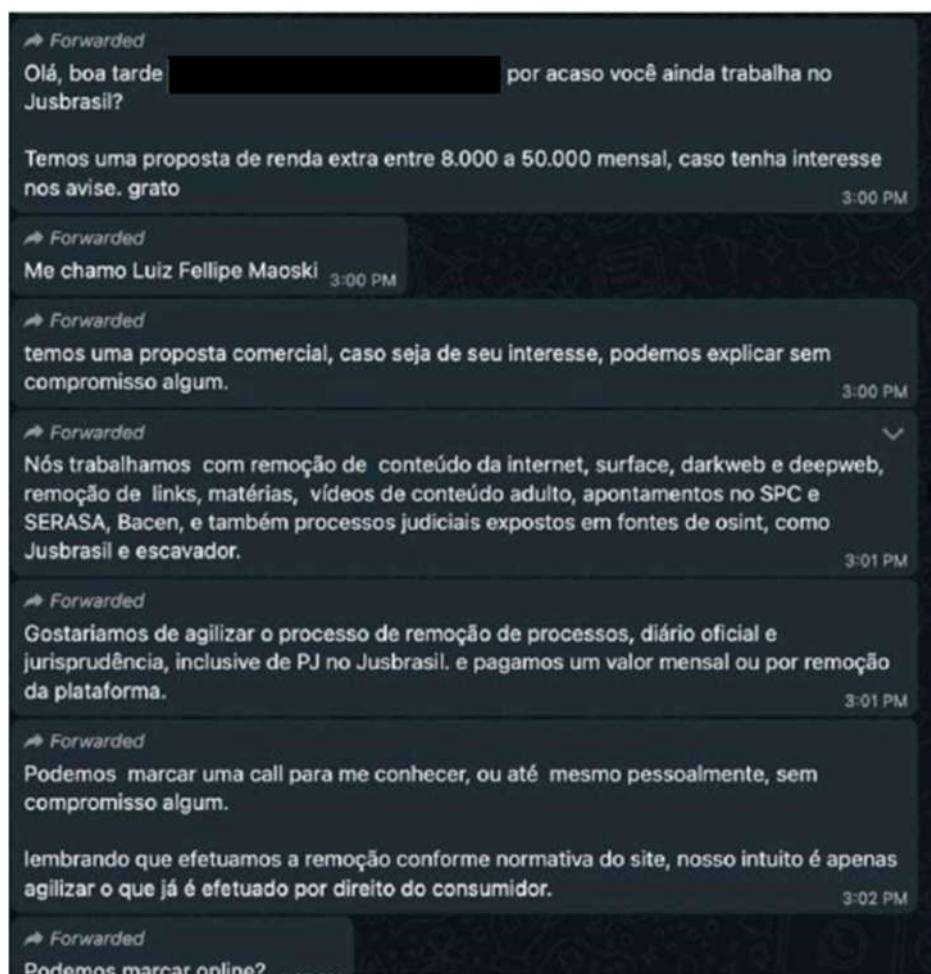 Forwarded
Olá, boa tarde por acaso você ainda trabalha no
Jusbrasil?
Temos uma proposta de renda extra entre 8.000 a 50.000 mensal, caso tenha interesse
nos avise. grato
3:00 PM
Forwarded
Me chamo Luiz Fellipe Maoski 3:00 PM
Forwarded
temos uma proposta comercial, caso seja de seu interesse, podemos explicar sem
compromisso algum.
3:00 PM
Forwarded
Nós trabalhamos com remoção de conteúdo da internet, surface, darkweb e deepweb,
remoção de links, matérias, vídeos de conteúdo adulto, apontamentos no SPC e
SERASA, Bacen, e também processos judiciais expostos em fontes de osint, como
Jusbrasil e escavador.
3:01 PM
Forwarded
Gostariamos de agilizar o processo de remoção de processos, diário oficial e
jurisprudência, inclusive de PJ no Jusbrasil. e pagamos um valor mensal ou por remoção
da plataforma.
3:01 PM
Forwarded
Podemos marcar uma call para me conhecer, ou até mesmo pessoalmente, sem
compromisso algum.
lembrando que efetuamos a remoção conforme normativa do site, nosso intuito é apenas
agilizar o que já é efetuado por direito do consumidor.
3:02 PM
Forwarded
Podemos marcar online?